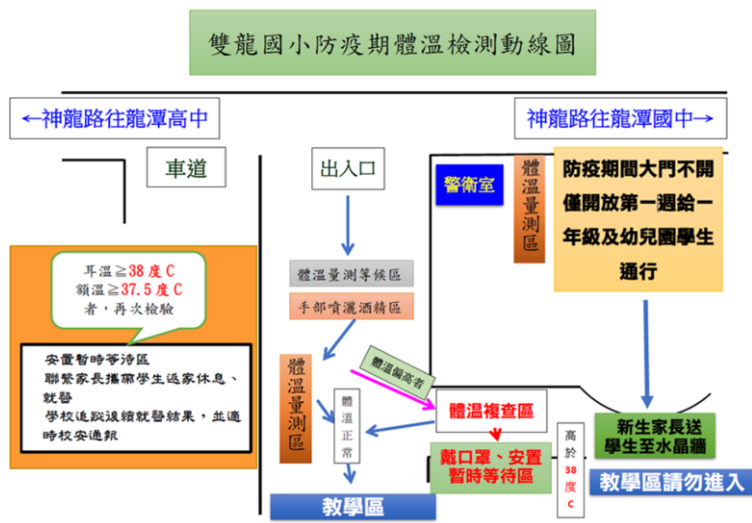 雙龍國小防疫期體溫檢測動線圖
←神龍路往龍潭高中
神龍路往龍潭國中→
車道
出入口
警衛室
體溫量測區
防疫期間大門不開
僅開放第一週給一
年級及幼兒園學生
通行
耳溫≧38 度 C
額溫≧37.5 度 C
者，再次檢驗
安置暫時等待區
聯繫家長攜帶學生返家休息、
就醫
學校追蹤後續就醫結果，並適
時校安通報
體溫量測等候區
手部噴灑酒精區
體溫量測區
體溫偏高者
體溫正常
體溫複查區
戴口罩、安置
暫時等待區
高於38度C
新生家長送
學生至水晶牆
教學區
教學區請勿進入